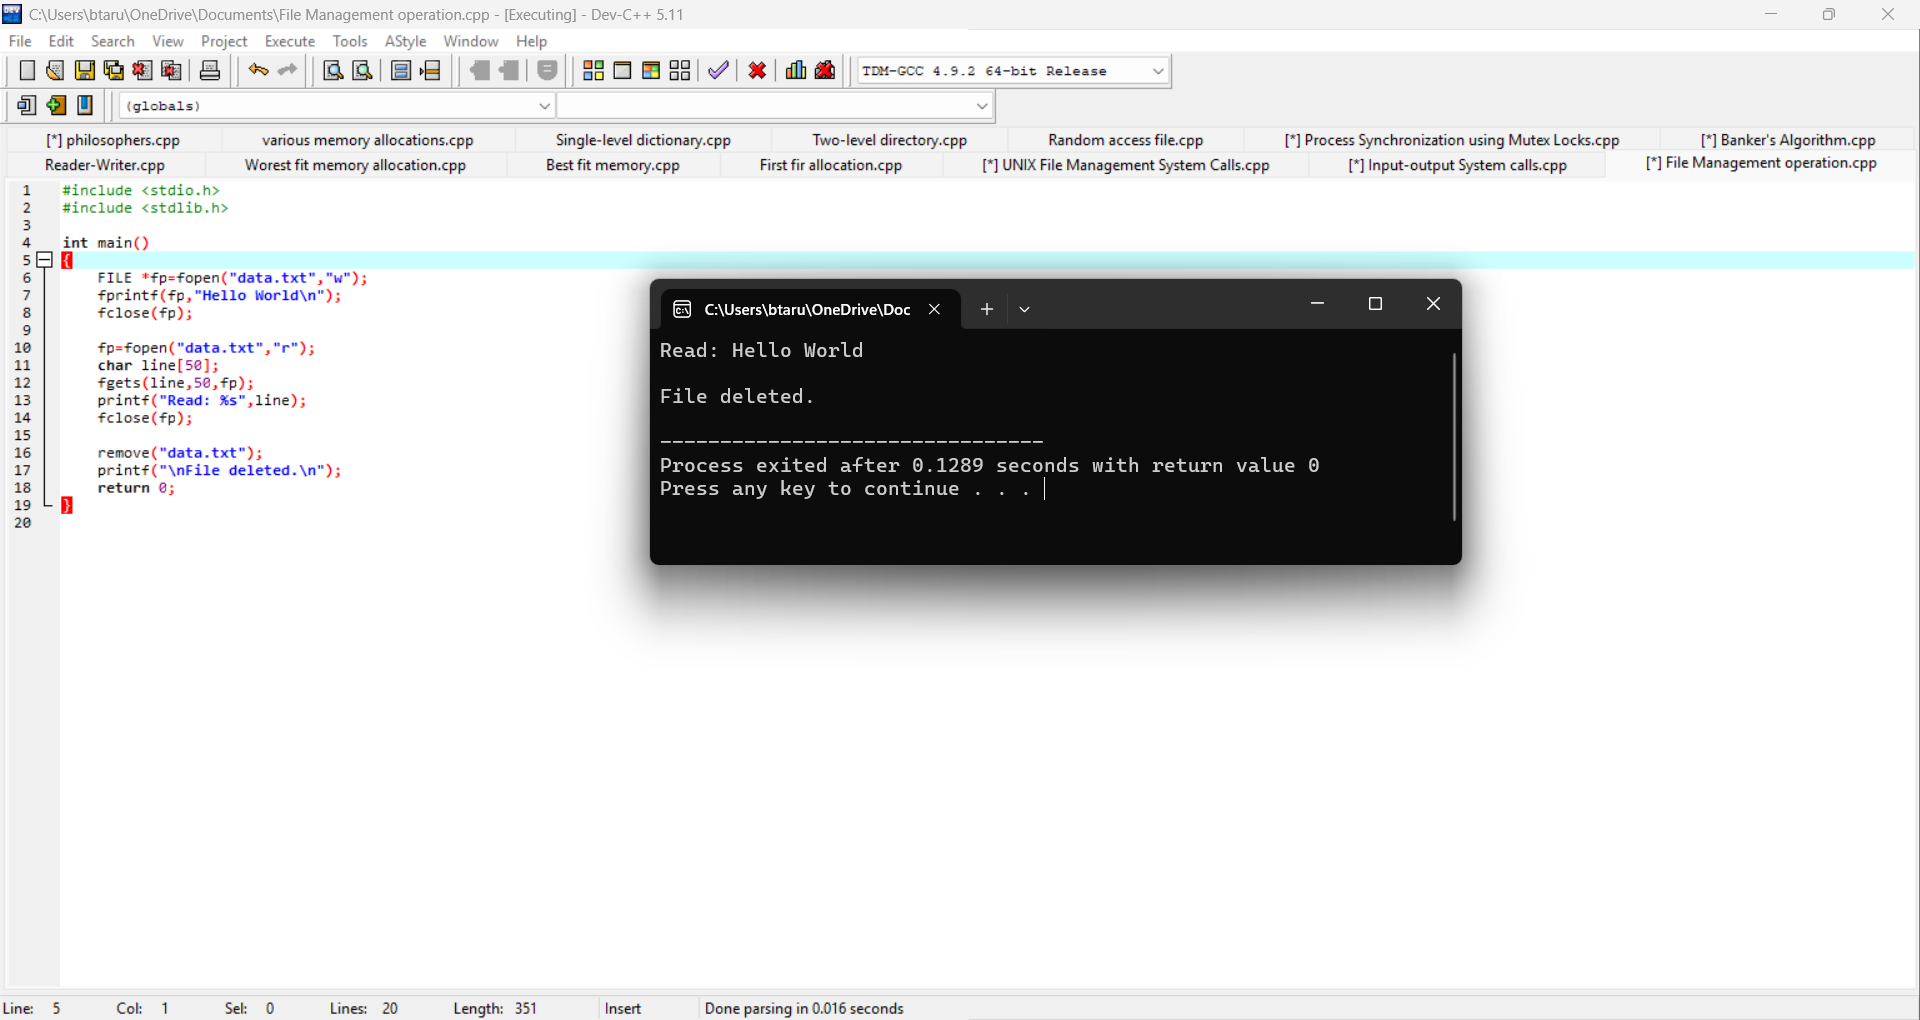 C:\Users\btaru\OneDrive\Documents\File Management operation.cpp - [Executing] - Dev-C++ 5.11
File Edit Search View Project Execute Tools AStyle Window Help
TDM-GCC 4.9.2 64-bit Release
(globals)
[*] philosophers.cpp various memory allocations.cpp Single-level dictionary.cpp Two-level directory.cpp Random access file.cpp [*] Process Synchronization using Mutex Locks.cpp [*] Banker's Algorithm.cpp
Reader-Writer.cpp Worest fit memory allocation.cpp Best fit memory.cpp First fir allocation.cpp [*] UNIX File Management System Calls.cpp [*] Input-output System calls.cpp [*] File Management operation.cpp
1 #include <stdio.h>
2 #include <stdlib.h>
3
4 int main()
5 {
6 FILE *fp=fopen("data.txt","w");
7 fprintf(fp,"Hello World\n");
8 fclose(fp);
9
10 fp=fopen("data.txt","r");
11 char line[50];
12 fgets(line,50,fp);
13 printf("Read: %s",line);
14 fclose(fp);
15
16 remove("data.txt");
17 printf("\nFile deleted.\n");
18 return 0;
19 }
20
C:\Users\btaru\OneDrive\Doc
Read: Hello World
File deleted.
--------------------------------
Process exited after 0.1289 seconds with return value 0
Press any key to continue . . .
Line: 5 Col: 1 Sel: 0 Lines: 20 Length: 351 Insert Done parsing in 0.016 seconds